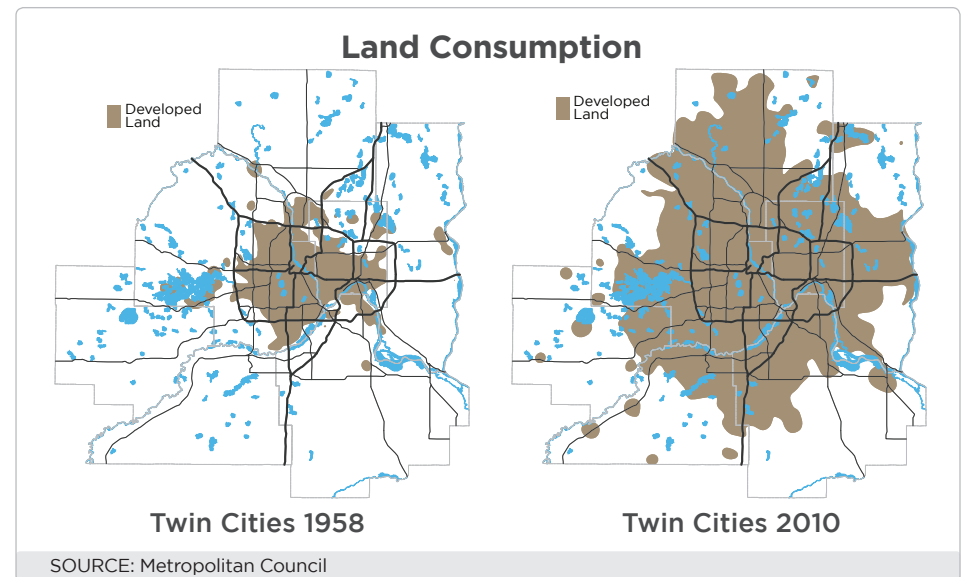 Land Consumption
Developed
Land
Developed
Land
Twin Cities 1958
Twin Cities 2010
SOURCE: Metropolitan Council